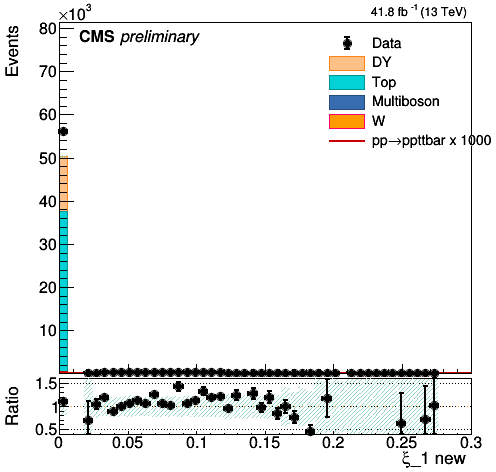 ×10³
41.8 fb⁻¹ (13 TeV)
CMS preliminary
Events
80
70
60
50
40
30
20
10
Data
DY
Top
Multiboson
W
pp→ppttbar x 1000
Ratio
1.5
1
0.5
0 0.05 0.1 0.15 0.2 0.25 0.3
ξ_1 new